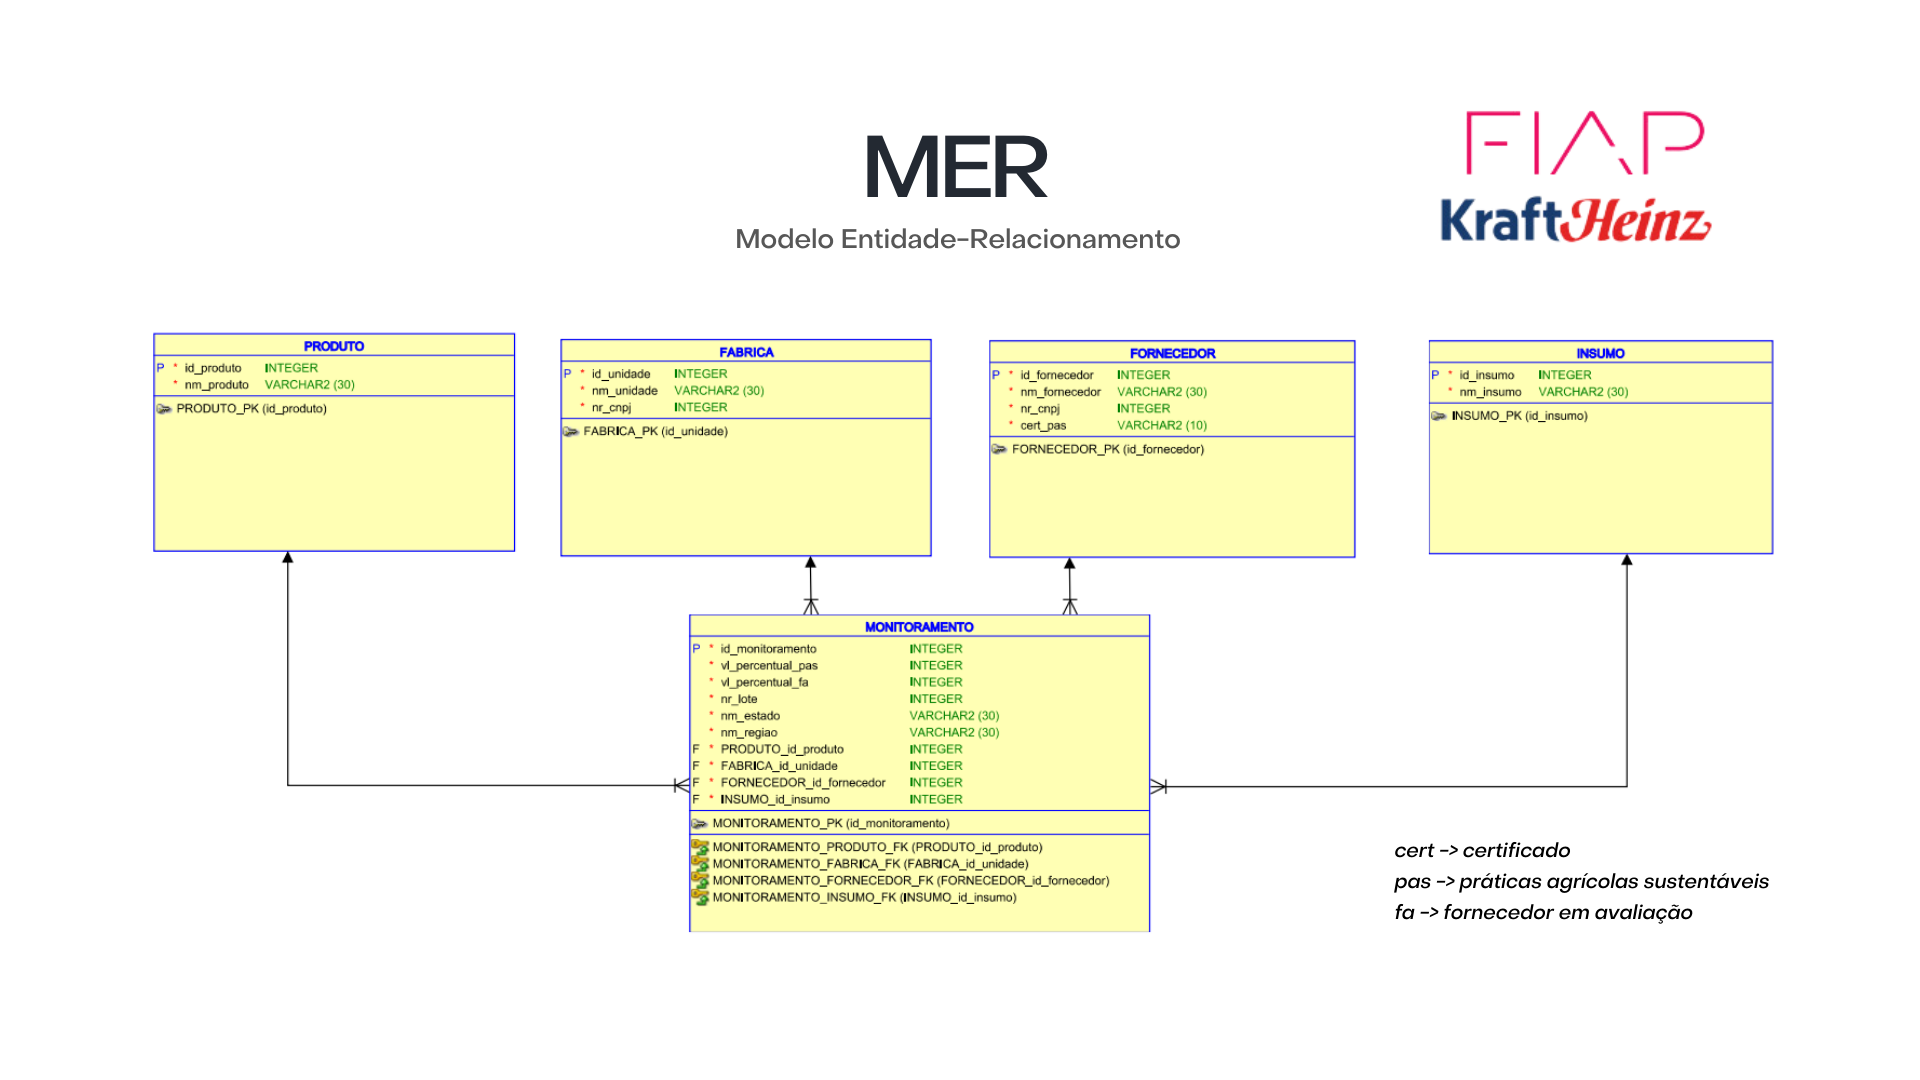 MER
Modelo Entidade-Relacionamento
FIAP
KraftHeinz
PRODUTO
P * id_produto INTEGER
* nm_produto VARCHAR2 (30)
PRODUTO_PK (id_produto)
FABRICA
P * id_unidade INTEGER
* nm_unidade VARCHAR2 (30)
* nr_cnpj INTEGER
FABRICA_PK (id_unidade)
FORNECEDOR
P * id_fornecedor INTEGER
* nm_fornecedor VARCHAR2 (30)
* nr_cnpj INTEGER
* cert_pas VARCHAR2 (10)
FORNECEDOR_PK (id_fornecedor)
INSUMO
P * id_insumo INTEGER
* nm_insumo VARCHAR2 (30)
INSUMO_PK (id_insumo)
MONITORAMENTO
P * id_monitoramento INTEGER
* vl_percentual_pas INTEGER
* vl_percentual_fa INTEGER
* nr_lote INTEGER
* nm_estado VARCHAR2 (30)
* nm_regiao VARCHAR2 (30)
F * PRODUTO_id_produto INTEGER
F * FABRICA_id_unidade INTEGER
F * FORNECEDOR_id_fornecedor INTEGER
F * INSUMO_id_insumo INTEGER
MONITORAMENTO_PK (id_monitoramento)
MONITORAMENTO_PRODUTO_FK (PRODUTO_id_produto)
MONITORAMENTO_FABRICA_FK (FABRICA_id_unidade)
MONITORAMENTO_FORNECEDOR_FK (FORNECEDOR_id_fornecedor)
MONITORAMENTO_INSUMO_FK (INSUMO_id_insumo)
cert -> certificado
pas -> práticas agrícolas sustentáveis
fa -> fornecedor em avaliação